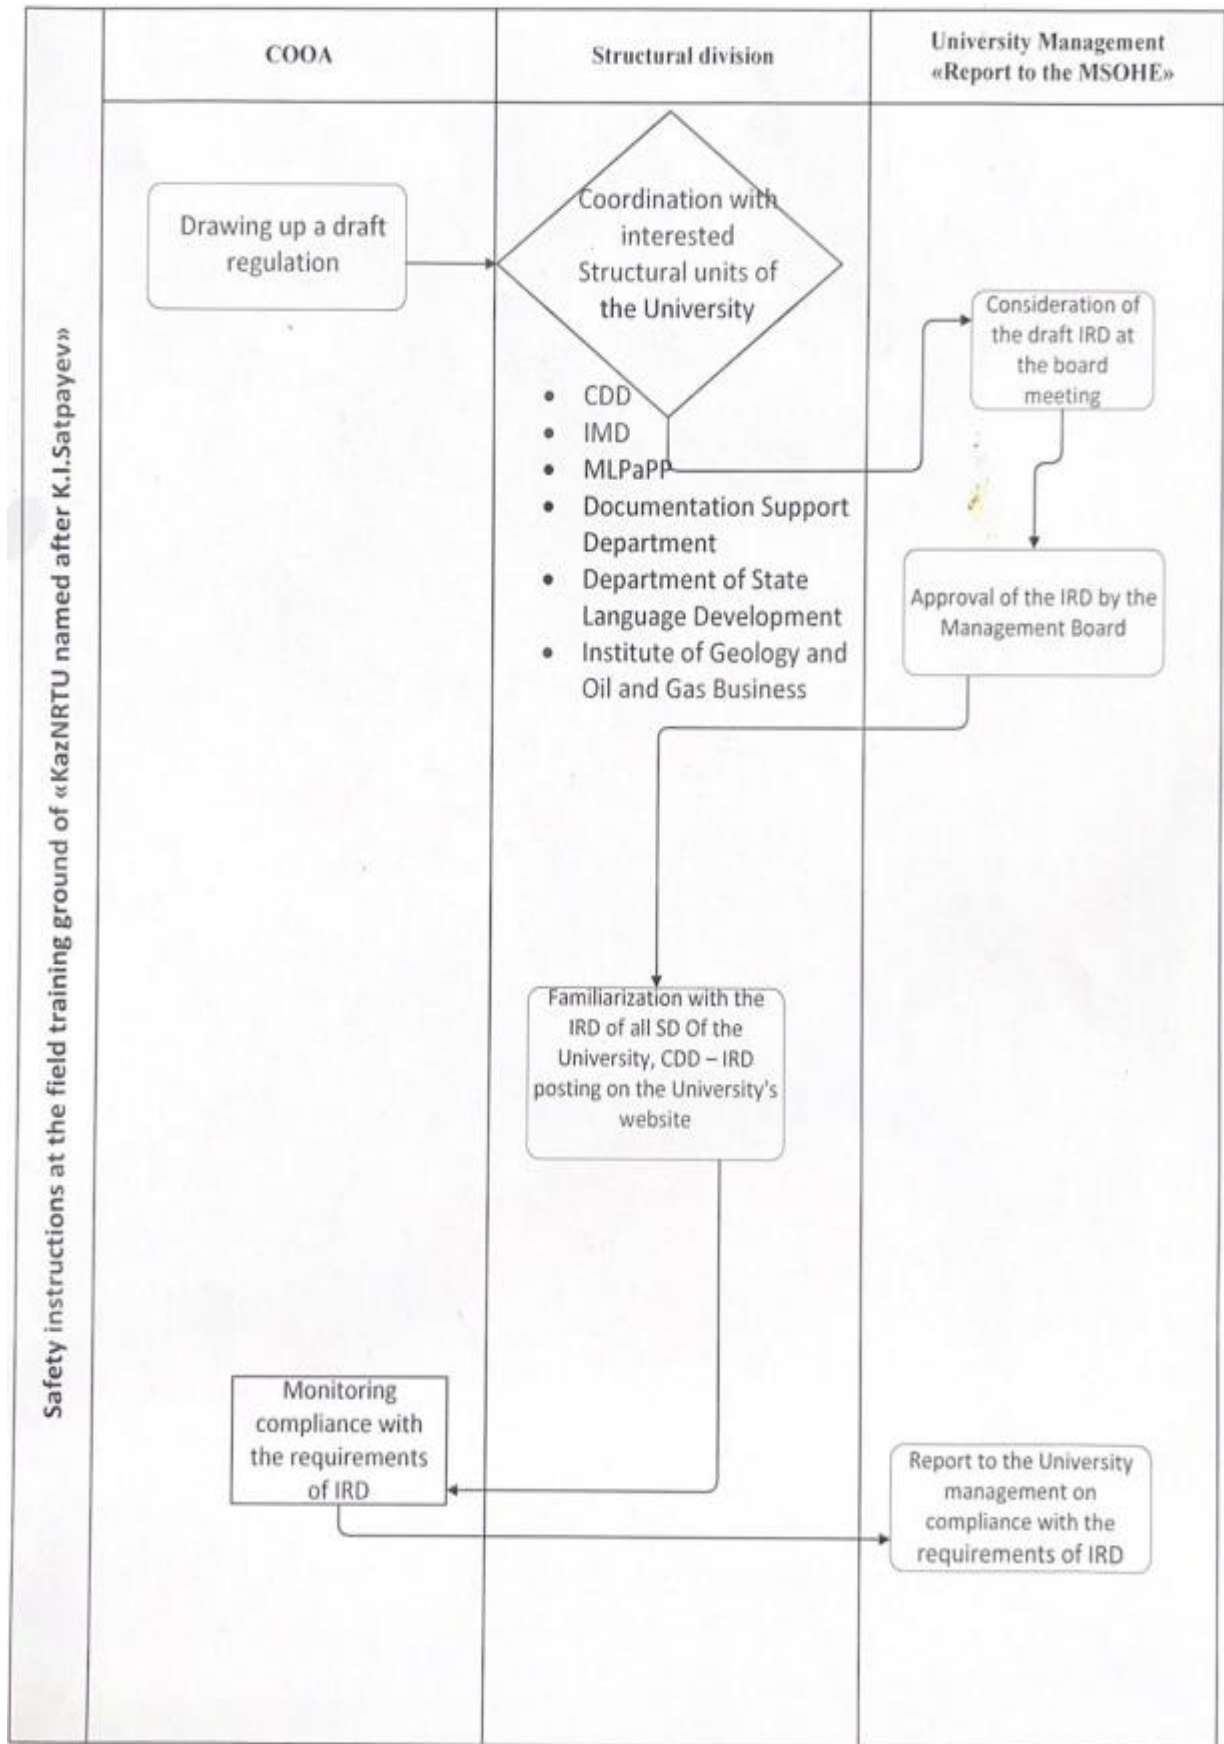 Safety instructions at the field training ground of «KazNRTU named after K.I.Satpayev»
COOA
Structural division
University Management
«Report to the MSOHE»
Drawing up a draft
regulation
Coordination with
interested
Structural units of
the University
• CDD
• IMD
• MLPaPP
• Documentation Support
Department
• Department of State
Language Development
• Institute of Geology and
Oil and Gas Business
Consideration of
the draft IRD at
the board
meeting
Approval of the IRD by the
Management Board
Familiarization with the
IRD of all SD Of the
University, CDD – IRD
posting on the University's
website
Monitoring
compliance with
the requirements
of IRD
Report to the University
management on
compliance with the
requirements of IRD